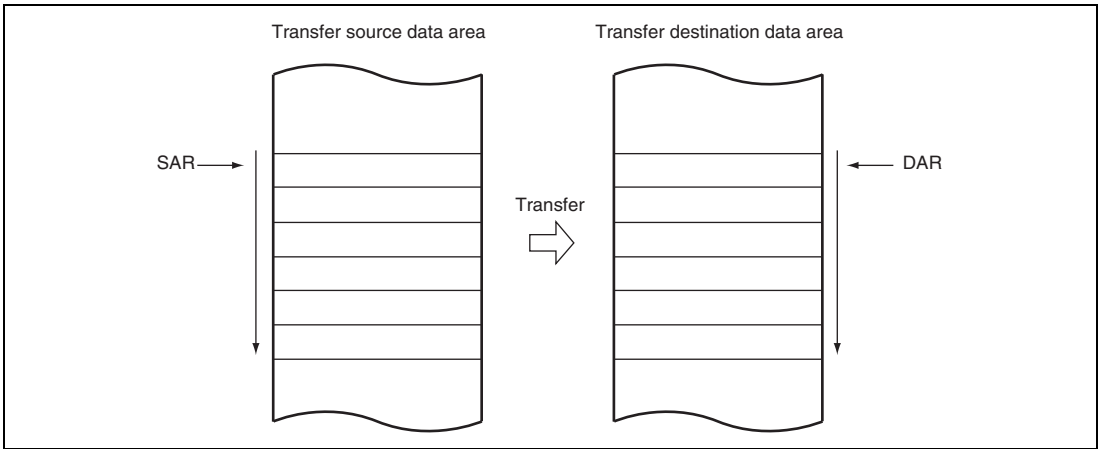 Transfer source data area
Transfer destination data area
SAR
DAR
Transfer